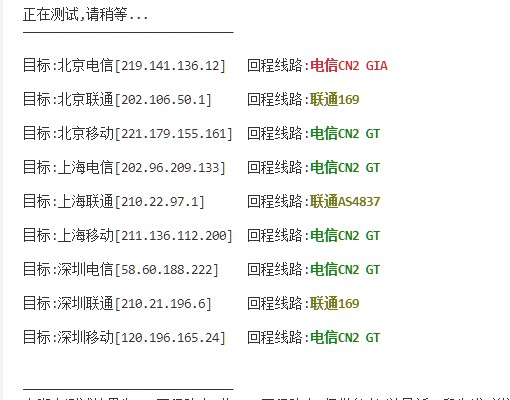 正在测试,请稍等...
目标:北京电信[219.141.136.12] 回程线路:电信CN2 GIA
目标:北京联通[202.106.50.1] 回程线路:联通169
目标:北京移动[221.179.155.161] 回程线路:电信CN2 GT
目标:上海电信[202.96.209.133] 回程线路:电信CN2 GT
目标:上海联通[210.22.97.1] 回程线路:联通AS4837
目标:上海移动[211.136.112.200] 回程线路:电信CN2 GT
目标:深圳电信[58.60.188.222] 回程线路:电信CN2 GT
目标:深圳联通[210.21.196.6] 回程线路:联通169
目标:深圳移动[120.196.165.24] 回程线路:电信CN2 GT